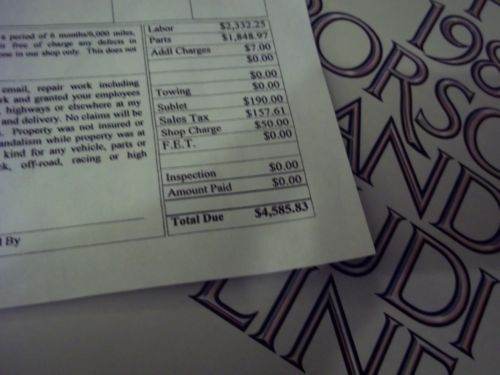 a period of 6 months/6,000 miles,
free of charge any defects in
one in our shop only. This does not
email, repair work including
rk and granted your employees
highways or elsewhere at my
and delivery. No claims will be
Property was not insured or
andalism while property was at
kind for any vehicle, parts or
ck, off-road, racing or high
By
Labor $2,332.25
Parts $1,848.97
Addl Charges $7.00
$0.00
$0.00
Towing $0.00
Sublet $190.00
Sales Tax $157.61
Shop Charge $50.00
F.E.T. $0.00
Inspection $0.00
Amount Paid $0.00
Total Due $4,585.83
198
ORSC
AND
UDI
LINE